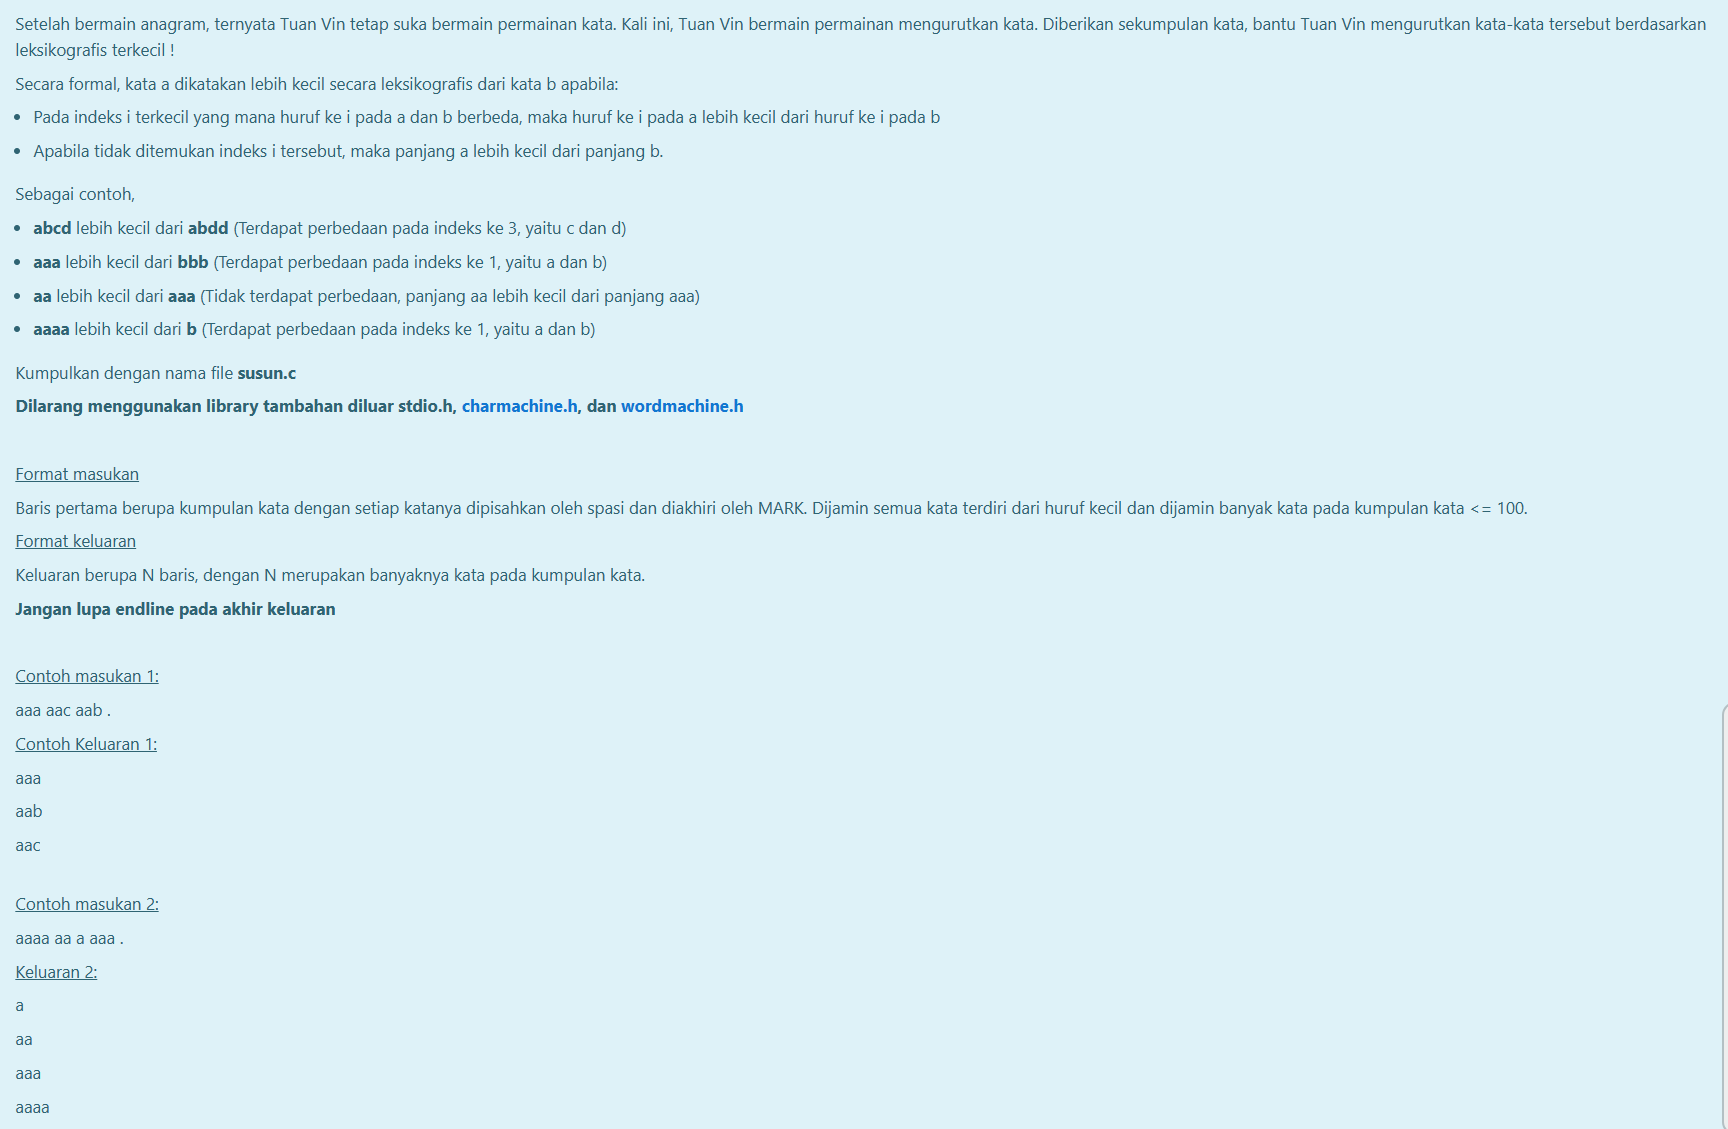 Setelah bermain anagram, ternyata Tuan Vin tetap suka bermain permainan kata. Kali ini, Tuan Vin bermain permainan mengurutkan kata. Diberikan sekumpulan kata, bantu Tuan Vin mengurutkan kata-kata tersebut berdasarkan
leksikografis terkecil !
Secara formal, kata a dikatakan lebih kecil secara leksikografis dari kata b apabila:
• Pada indeks i terkecil yang mana huruf ke i pada a dan b berbeda, maka huruf ke i pada a lebih kecil dari huruf ke i pada b
• Apabila tidak ditemukan indeks i tersebut, maka panjang a lebih kecil dari panjang b.
Sebagai contoh,
• abcd lebih kecil dari abdd (Terdapat perbedaan pada indeks ke 3, yaitu c dan d)
• aaa lebih kecil dari bbb (Terdapat perbedaan pada indeks ke 1, yaitu a dan b)
• aa lebih kecil dari aaa (Tidak terdapat perbedaan, panjang aa lebih kecil dari panjang aaa)
• aaaa lebih kecil dari b (Terdapat perbedaan pada indeks ke 1, yaitu a dan b)
Kumpulkan dengan nama file susun.c
Dilarang menggunakan library tambahan diluar stdio.h, charmachine.h, dan wordmachine.h
Format masukan
Baris pertama berupa kumpulan kata dengan setiap katanya dipisahkan oleh spasi dan diakhiri oleh MARK. Dijamin semua kata terdiri dari huruf kecil dan dijamin banyak kata pada kumpulan kata <= 100.
Format keluaran
Keluaran berupa N baris, dengan N merupakan banyaknya kata pada kumpulan kata.
Jangan lupa endline pada akhir keluaran
Contoh masukan 1:
aaa aac aab .
Contoh Keluaran 1:
aaa
aab
aac
Contoh masukan 2:
aaaa aa a aaa .
Keluaran 2:
a
aa
aaa
aaaa